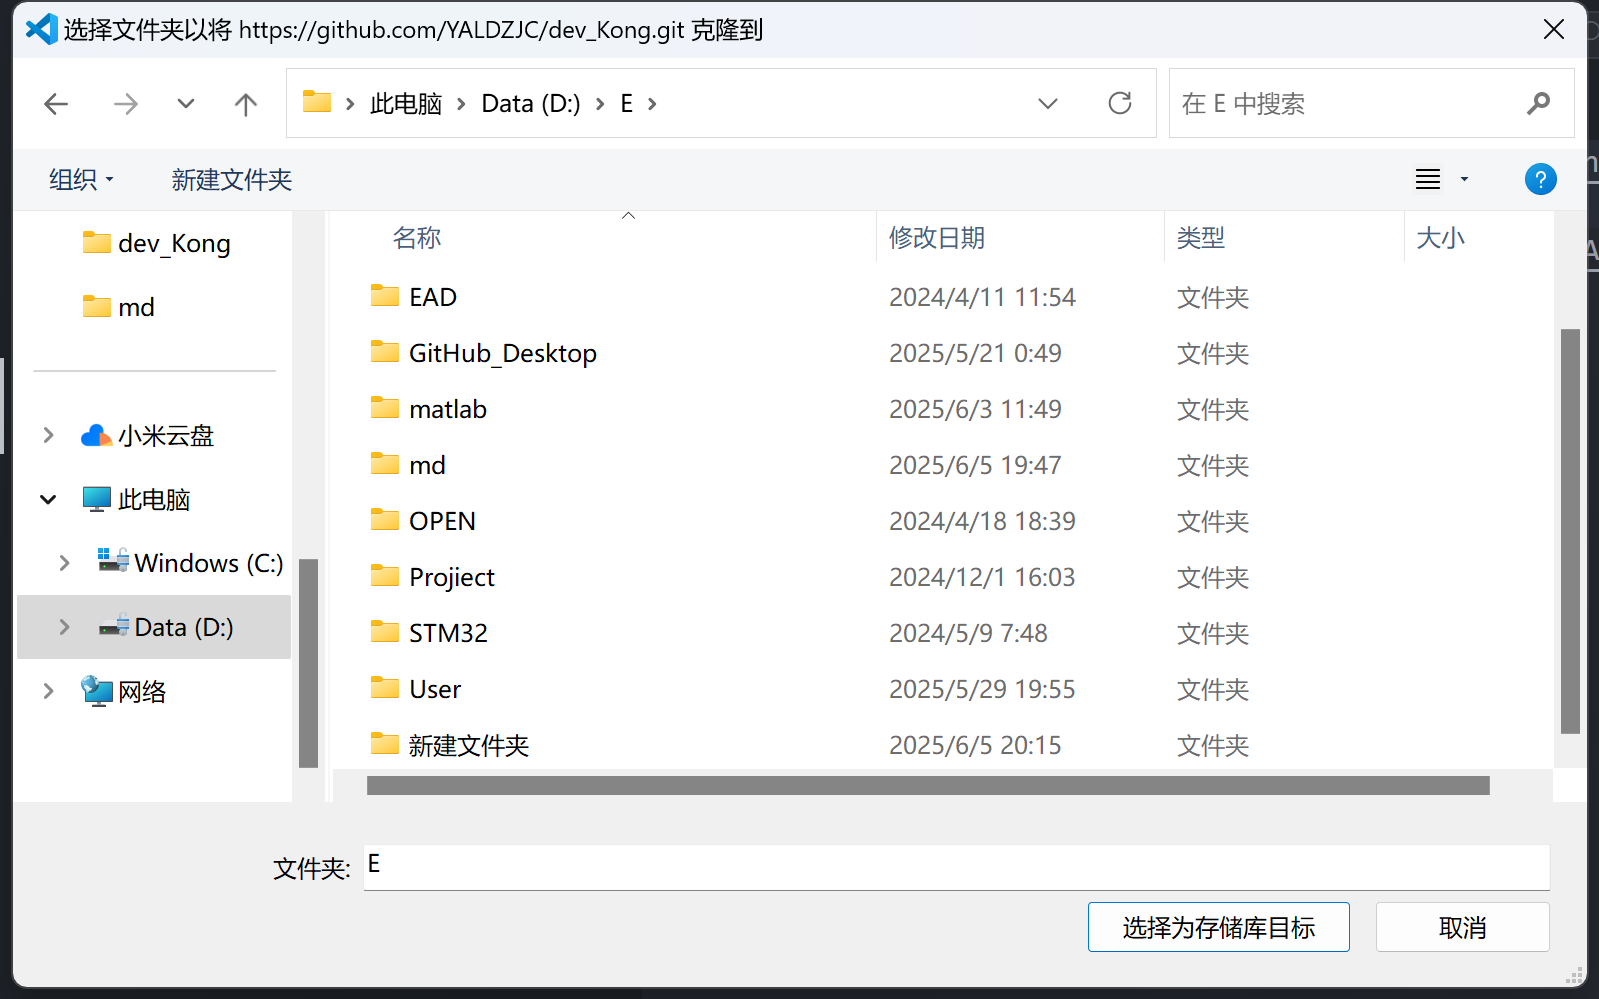 选择文件夹以将 https://github.com/YALDZJC/dev_Kong.git 克隆到
此电脑 Data (D:) E
在 E 中搜索
组织 新建文件夹
?
dev_Kong
md
小米云盘
此电脑
Windows (C:)
Data (D:)
网络
名称 修改日期 类型 大小
EAD 2024/4/11 11:54 文件夹
GitHub_Desktop 2025/5/21 0:49 文件夹
matlab 2025/6/3 11:49 文件夹
md 2025/6/5 19:47 文件夹
OPEN 2024/4/18 18:39 文件夹
Projiect 2024/12/1 16:03 文件夹
STM32 2024/5/9 7:48 文件夹
User 2025/5/29 19:55 文件夹
新建文件夹 2025/6/5 20:15 文件夹
文件夹: E
选择为存储库目标 取消